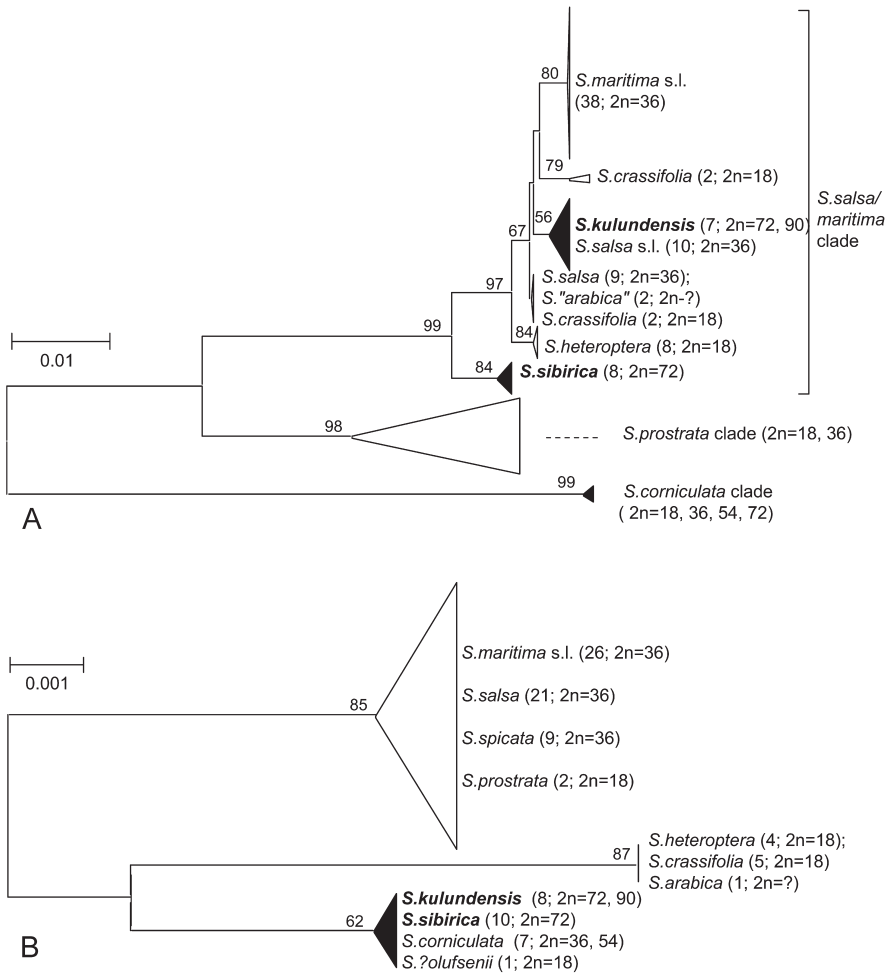 80
S.maritima s.l.
(38; 2n=36)
79
S.crassifolia (2; 2n=18)
S.salsa/
maritima
clade
56
S.kulundensis (7; 2n=72, 90)
67
S.salsa s.l. (10; 2n=36)
97
S.salsa (9; 2n=36);
S."arabica" (2; 2n-?)
S.crassifolia (2; 2n=18)
99
84
S.heteroptera (8; 2n=18)
0.01
84
S.sibirica (8; 2n=72)
98
S.prostrata clade (2n=18, 36)
99
S.corniculata clade
( 2n=18, 36, 54, 72)
A
0.001
S.maritima s.l. (26; 2n=36)
85
S.salsa (21; 2n=36)
S.spicata (9; 2n=36)
S.prostrata (2; 2n=18)
87
S.heteroptera (4; 2n=18);
S.crassifolia (5; 2n=18)
S.arabica (1; 2n=?)
62
S.kulundensis (8; 2n=72, 90)
S.sibirica (10; 2n=72)
S.corniculata (7; 2n=36, 54)
S.?olufsenii (1; 2n=18)
B